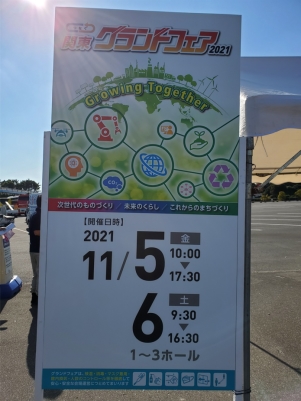 グランドフェア2021
Growing Together
CO2
次世代のものづくり / 未来のくらし / これからのまちづくり
【開催日時】
2021
11/5 金 10:00
17:30
6 土 9:30
16:30
1〜3ホール